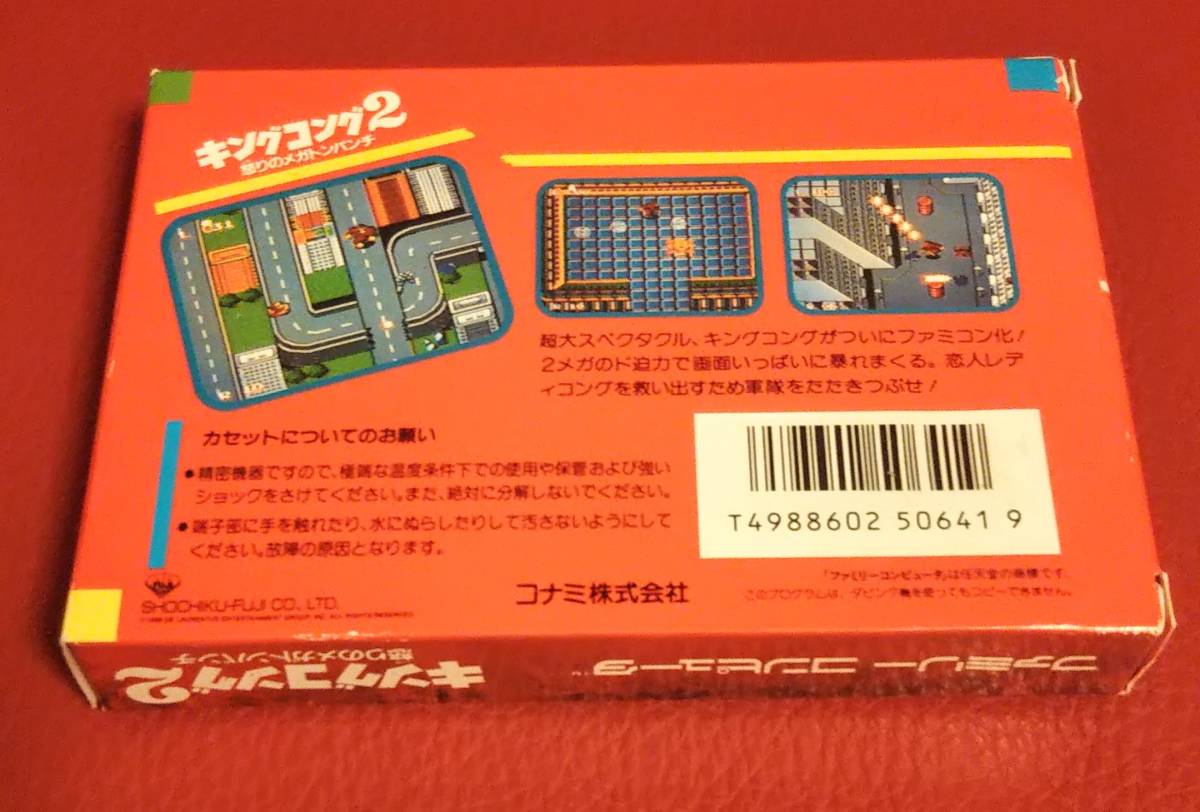 キングコング2
怒りのメガトンパンチ
超大スペクタクル、キングコングがついにファミコン化!
2メガのド迫力で画面いっぱいに暴れまくる。恋人レデ
ィコングを救い出すため軍隊をたたきつぶせ!
カセットについてのお願い
●精密機器ですので、極端な温度条件下での使用や保管および強い
ショックをさけてください。また、絶対に分解しないでください。
●端子部に手を触れたり、水にぬらしたりして汚さないようにして
ください。故障の原因となります。
T4988602 50641 9
SHOCHIKU-FUJI CO., LTD.
コナミ株式会社
「ファミリーコンピュータ」は任天堂の商標です。
このプログラムは、ダビング機を使ってもコピーできません。
キングコング2
怒りのメガトンパンチ
ファミリーコンピュータ™